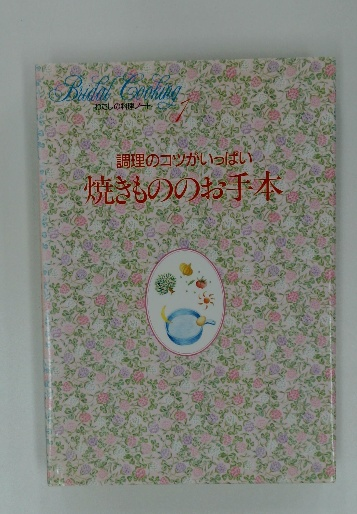 Bridal Cooking
わたしの料理ノート
1
調理のコツがいっぱい
焼きもののお手本